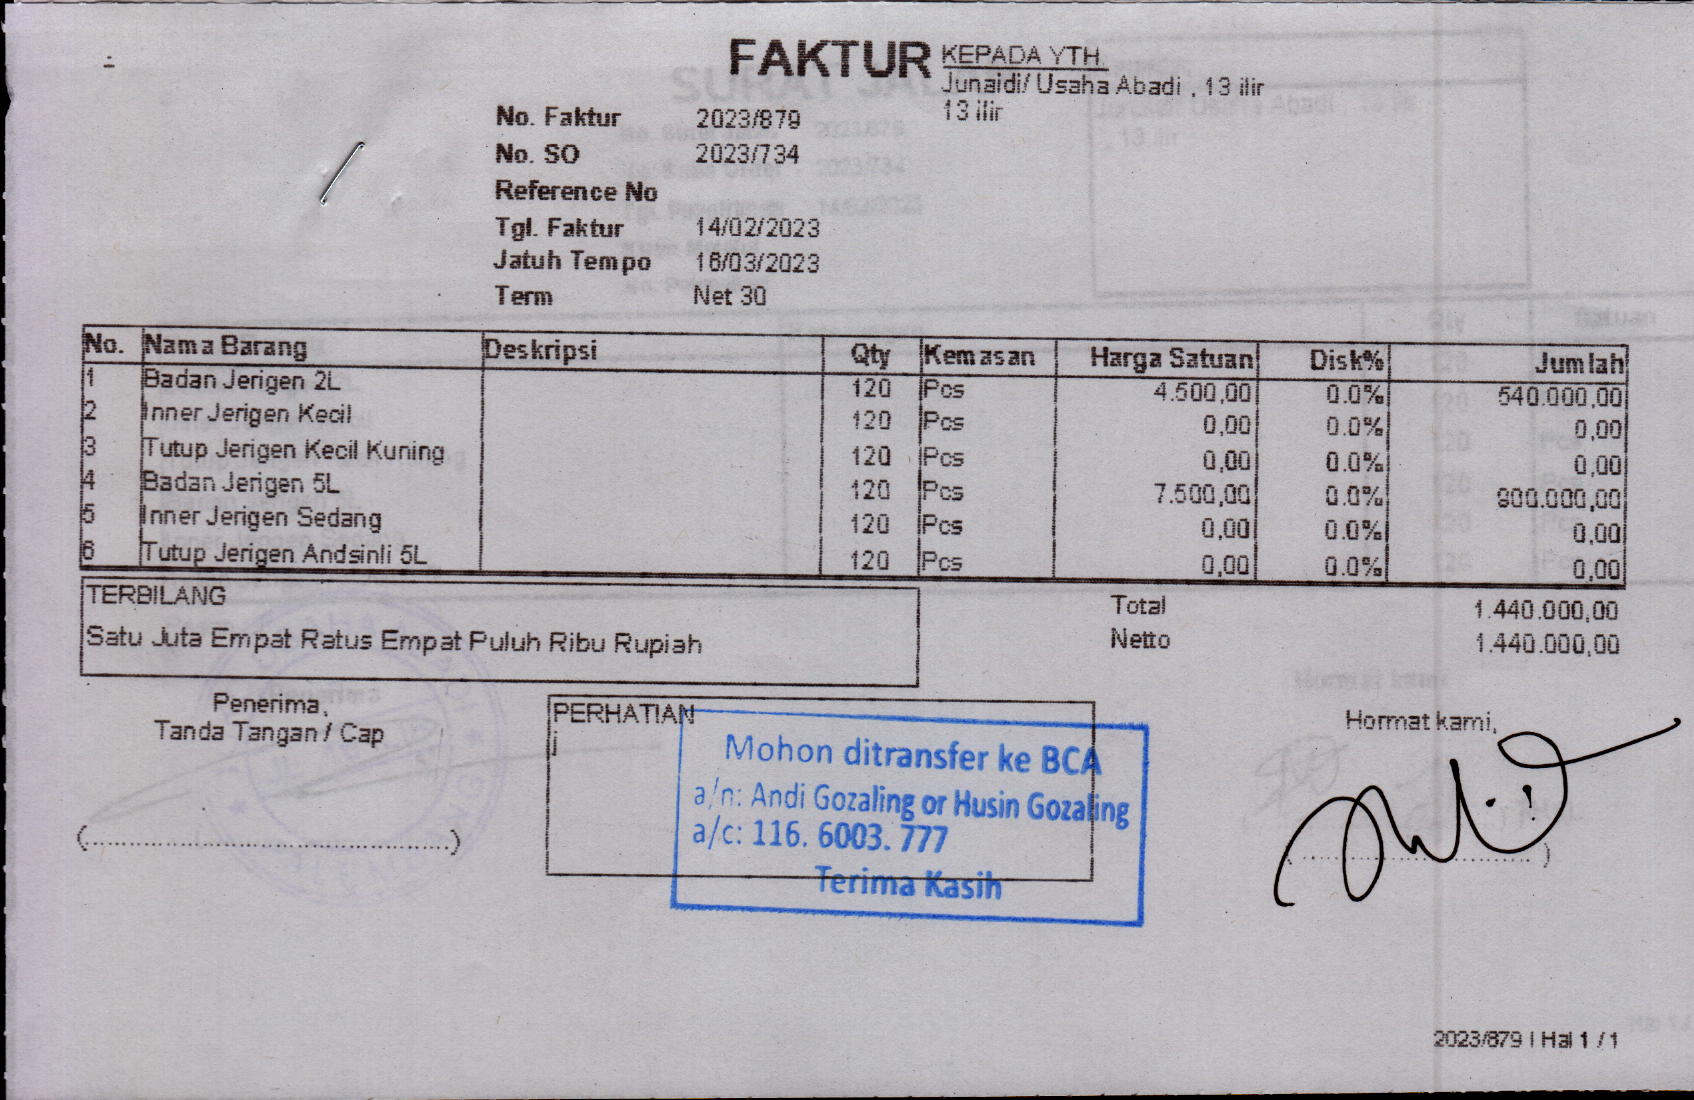 FAKTUR
KEPADA YTH.
Junaidi/ Usaha Abadi , 13 ilir
13 ilir
No. Faktur 2023/879
No. SO 2023/734
Reference No
Tgl. Faktur 14/02/2023
Jatuh Tempo 16/03/2023
Term Net 30
No. Nama Barang Deskripsi Qty Kemasan Harga Satuan Disk% Jumlah
1 Badan Jerigen 2L 120 Pcs 4.500,00 0.0% 540.000,00
2 Inner Jerigen Kecil 120 Pcs 0,00 0.0% 0,00
3 Tutup Jerigen Kecil Kuning 120 Pcs 0,00 0.0% 0,00
4 Badan Jerigen 5L 120 Pcs 7.500,00 0.0% 900.000,00
5 Inner Jerigen Sedang 120 Pcs 0,00 0.0% 0,00
6 Tutup Jerigen Andsinli 5L 120 Pcs 0,00 0.0% 0,00
TERBILANG
Satu Juta Empat Ratus Empat Puluh Ribu Rupiah
Total 1.440.000,00
Netto 1.440.000,00
Penerima,
Tanda Tangan / Cap
PERHATIAN
j
Mohon ditransfer ke BCA
a/n: Andi Gozaling or Husin Gozaling
a/c: 116. 6003. 777
Terima Kasih
Hormat kami,
2023/879 | Hal 1 / 1